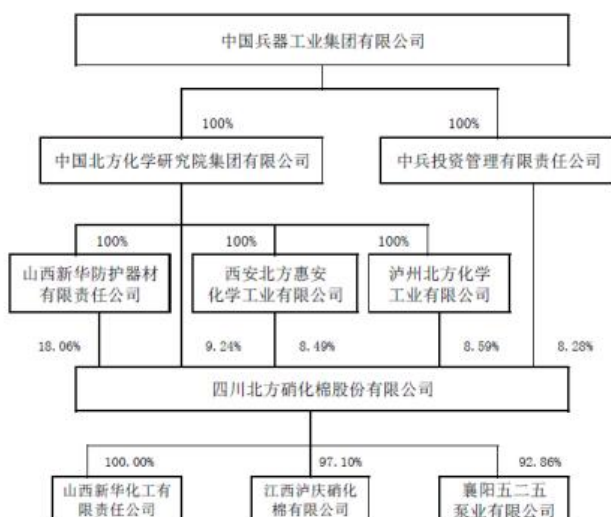 中国兵器工业集团有限公司
100%
100%
中国北方化学研究院集团有限公司
中兵投资管理有限责任公司
100%
100%
100%
山西新华防护器材
有限责任公司
西安北方惠安
化学工业有限公司
泸州北方化学
工业有限公司
18.06%
9.24%
8.49%
8.59%
8.28%
四川北方硝化棉股份有限公司
100.00%
97.10%
92.86%
山西新华化工有
限责任公司
江西泸庆硝化
棉有限公司
襄阳五二五
泵业有限公司